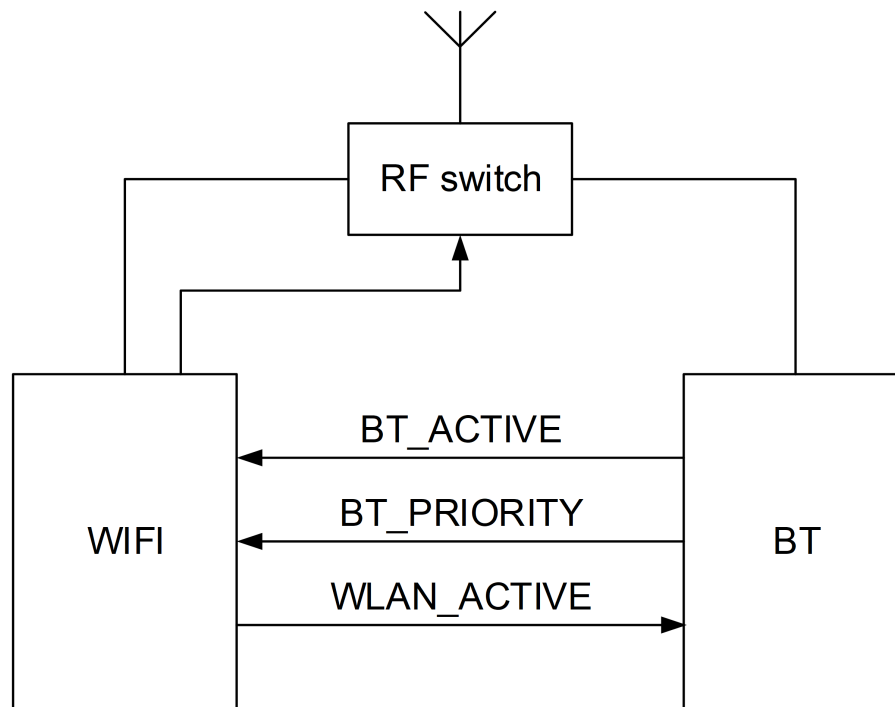 RF switch
BT_ACTIVE
BT_PRIORITY
WIFI
BT
WLAN_ACTIVE